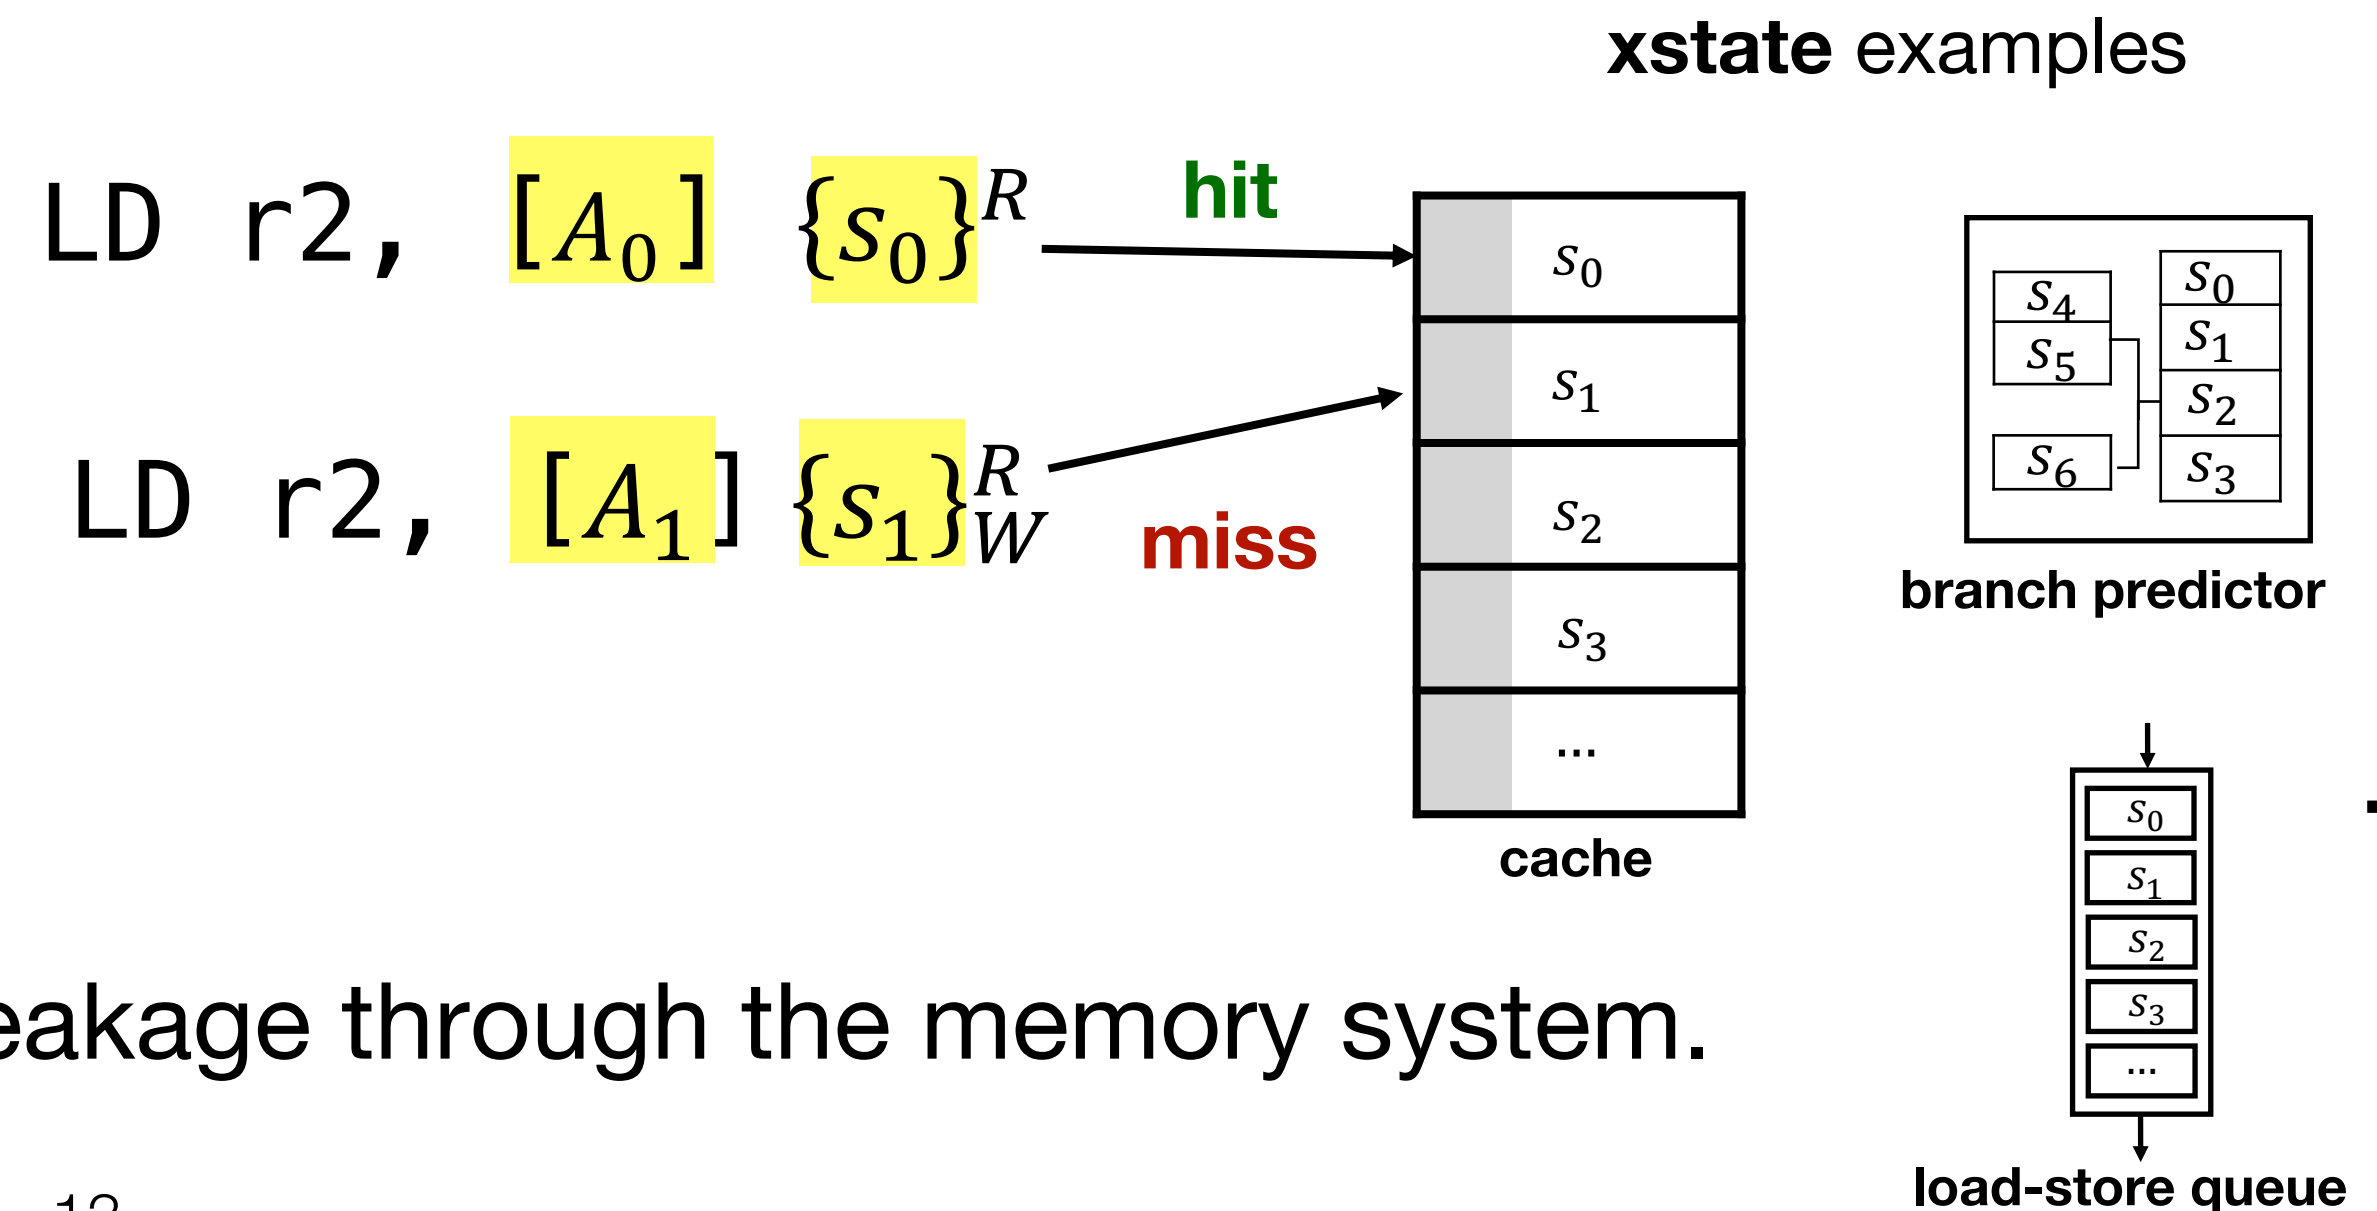 xstate examples
LD r2, [A₀] {s₀}ᴿ
hit
LD r2, [A₁] {s₁}ᴿ_W
miss
s₀
s₁
s₂
s₃
...
cache
s₄
s₅
s₆
s₀
s₁
s₂
s₃
branch predictor
s₀
s₁
s₂
s₃
...
load-store queue
eakage through the memory system.
12